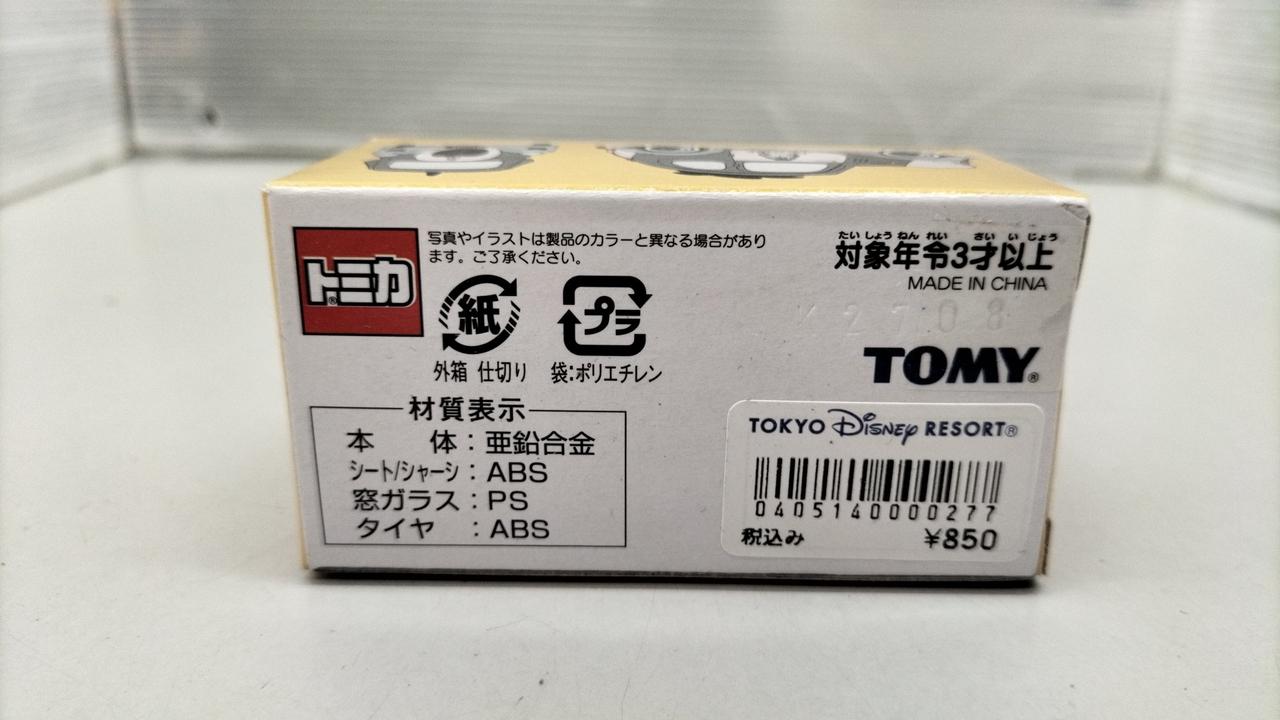 トミカ®
写真やイラストは製品のカラーと異なる場合があり
ます。ご了承ください。
紙
外箱 仕切り
プラ
袋:ポリエチレン
材質表示
本体:亜鉛合金
シート/シャーシ:ABS
窓ガラス:PS
タイヤ:ABS
たいしょうねんれい さいいじょう
対象年令3才以上
MADE IN CHINA
2708
TOMY®
TOKYO Disney RESORT®
0405140000277
税込み ¥850